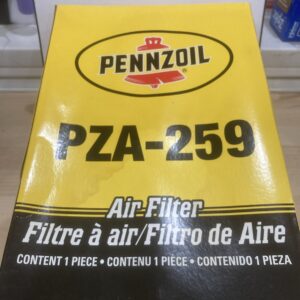 PENNZOIL
PZA-259
Air Filter
Filtre à air/Filtro de Aire
CONTENT 1 PIECE • CONTENU 1 PIÈCE • CONTENIDO 1 PIEZA